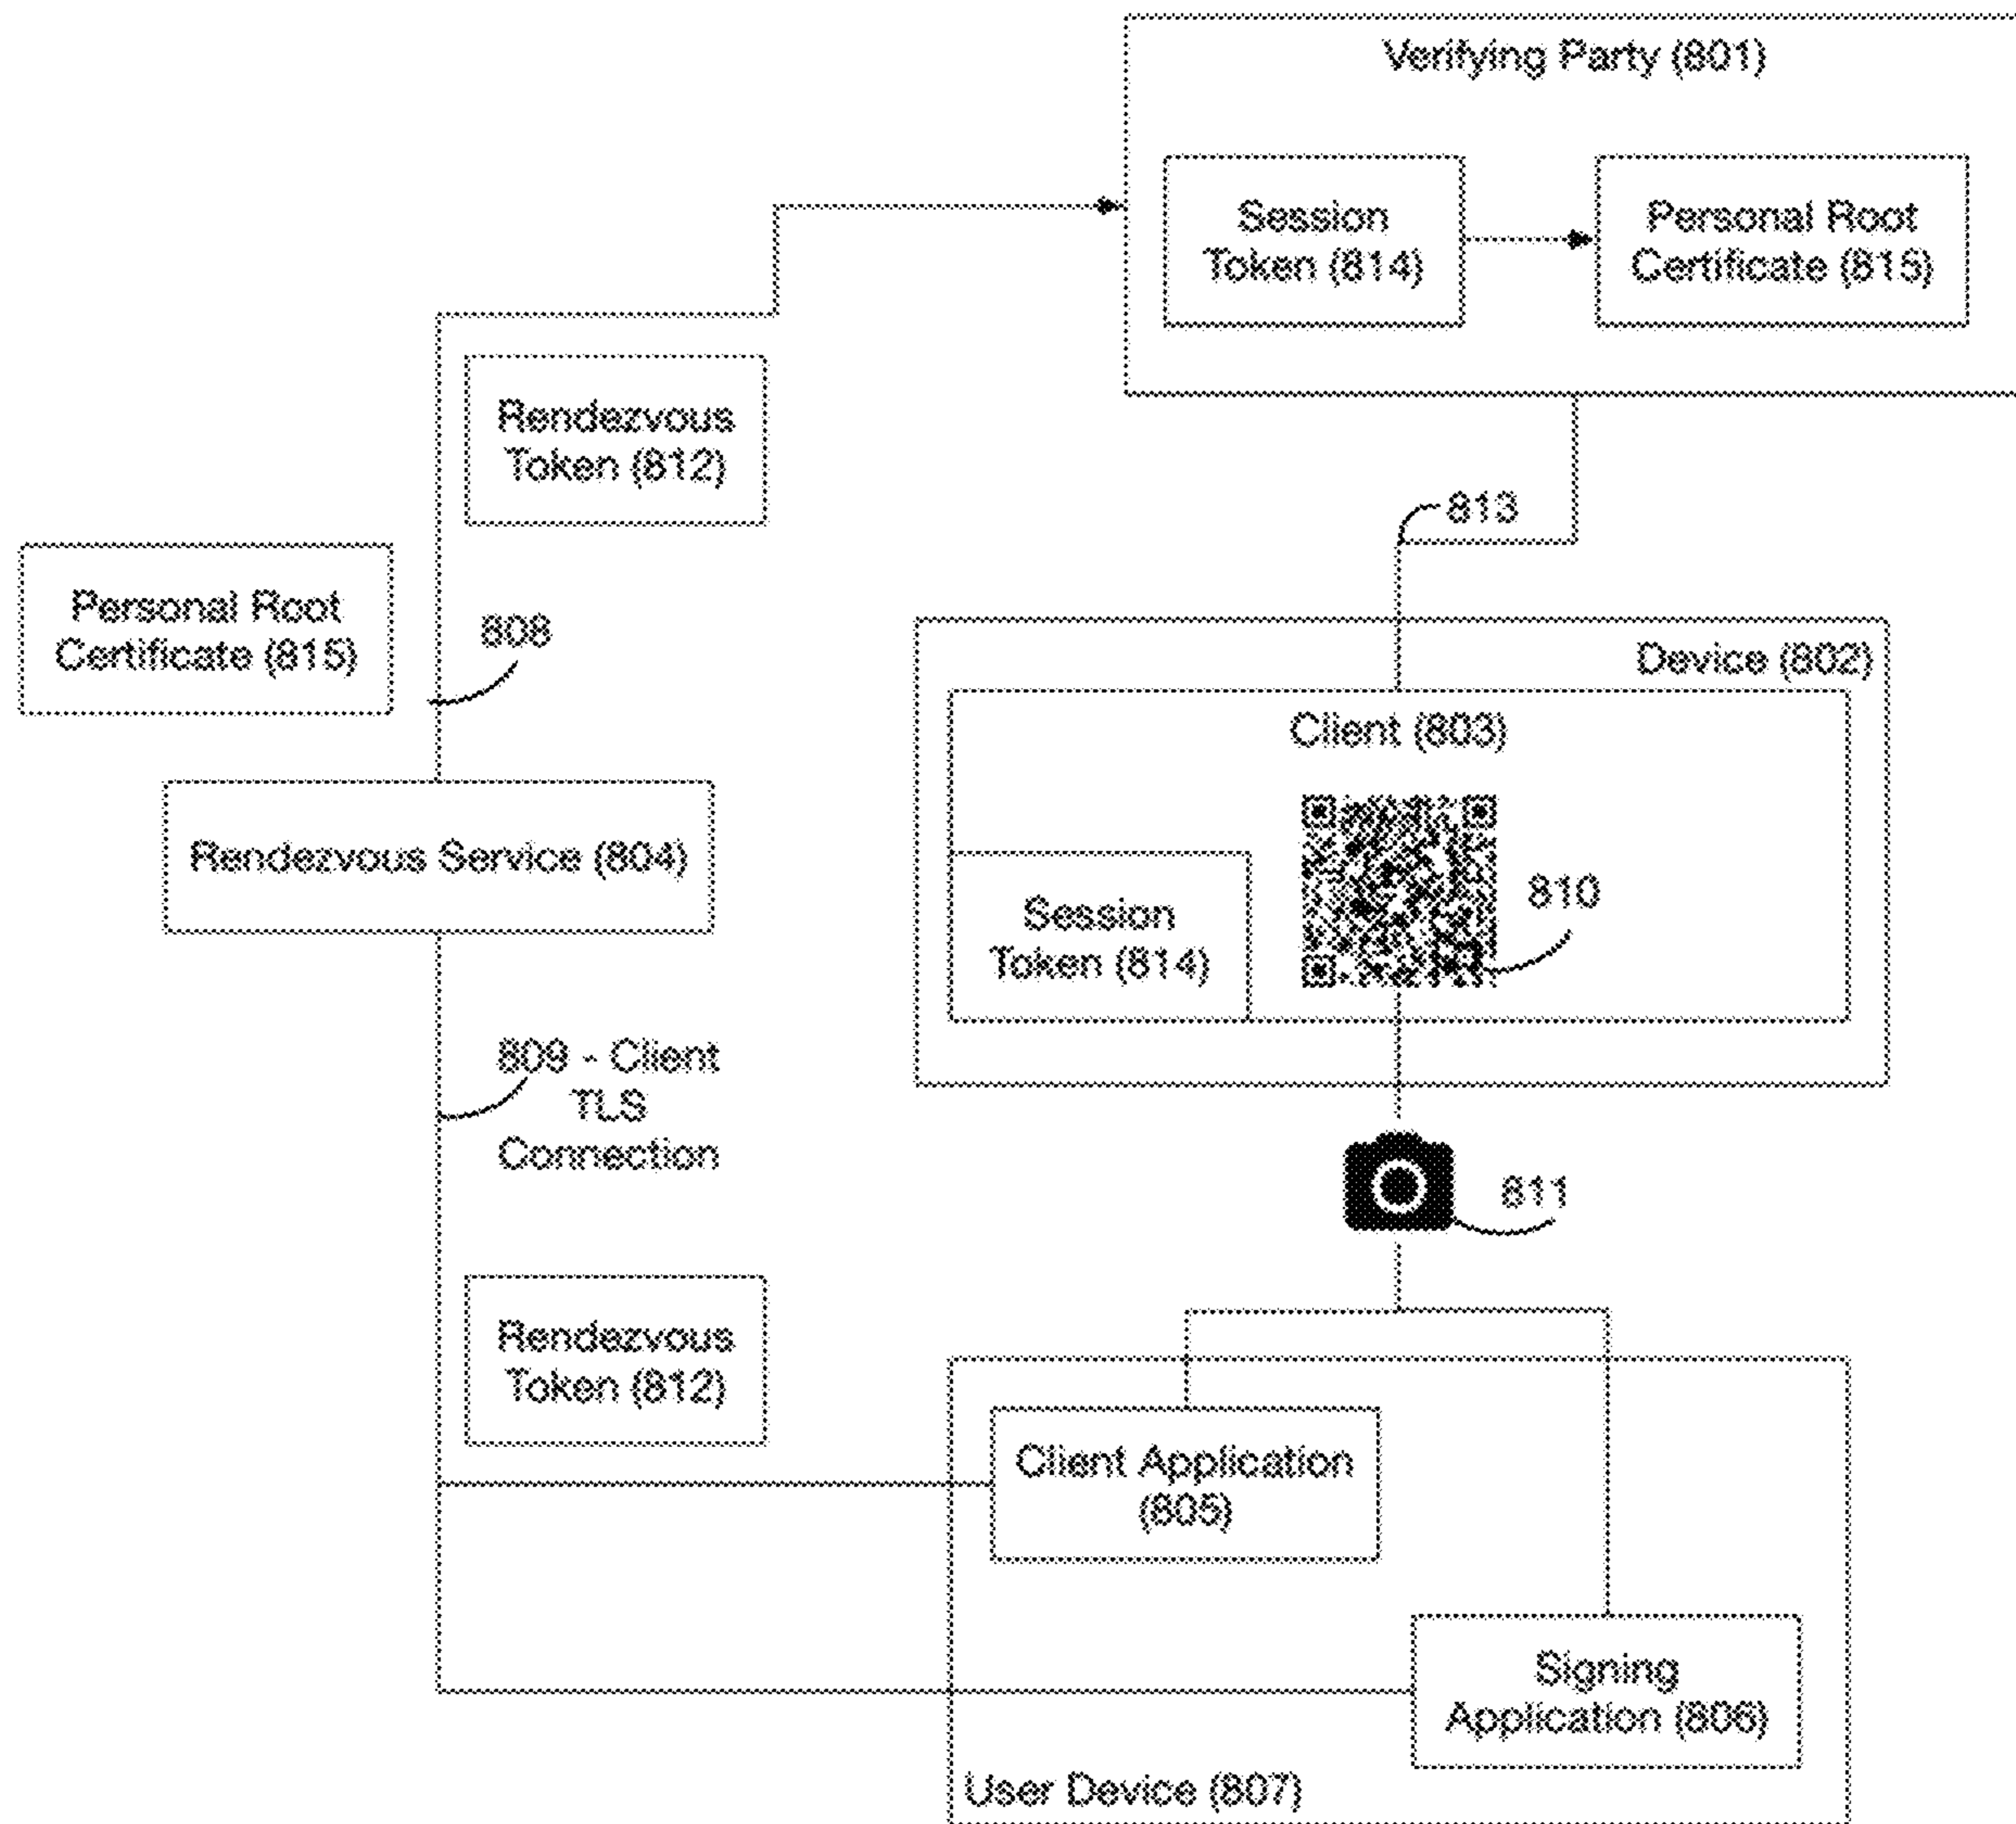 Verifying Party (801)
Session
Token (814)
Personal Root
Certificate (815)
Rendezvous
Token (812)
813
Personal Root
Certificate (815)
808
Device (802)
Client (803)
Rendezvous Service (804)
810
Session
Token (814)
809 - Client
TLS
Connection
811
Rendezvous
Token (812)
Client Application
(805)
Signing
Application (806)
User Device (807)